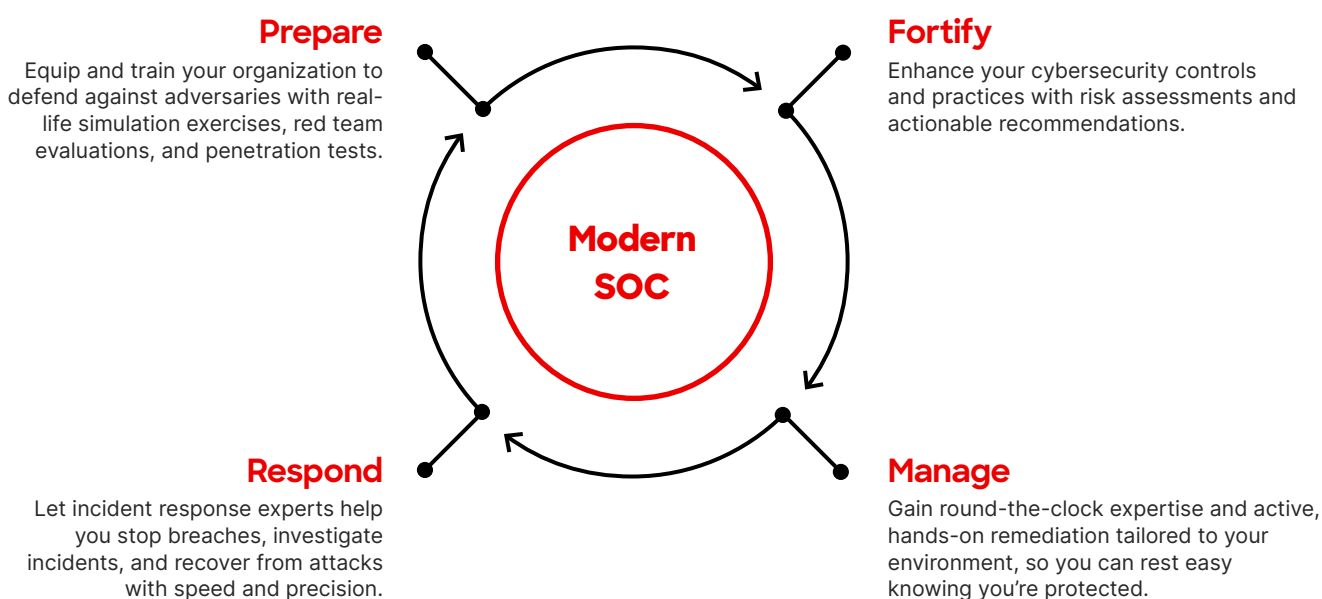 Prepare
Equip and train your organization to
defend against adversaries with real-
life simulation exercises, red team
evaluations, and penetration tests.
Fortify
Enhance your cybersecurity controls
and practices with risk assessments and
actionable recommendations.
Modern
SOC
Respond
Let incident response experts help
you stop breaches, investigate
incidents, and recover from attacks
with speed and precision.
Manage
Gain round-the-clock expertise and active,
hands-on remediation tailored to your
environment, so you can rest easy
knowing you’re protected.